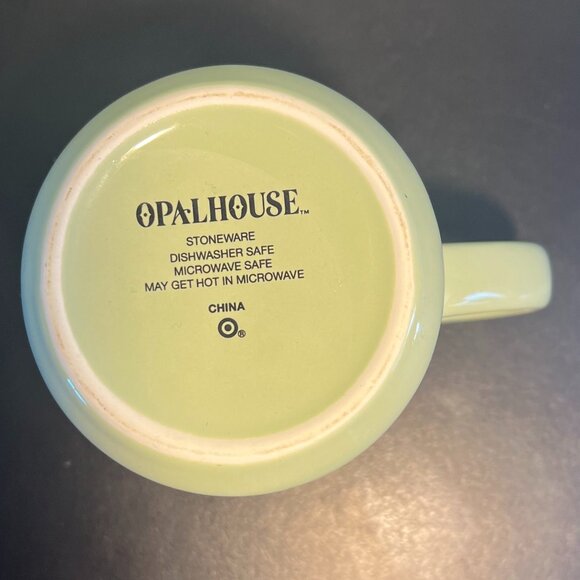 OPALHOUSE™
STONEWARE
DISHWASHER SAFE
MICROWAVE SAFE
MAY GET HOT IN MICROWAVE
CHINA
®